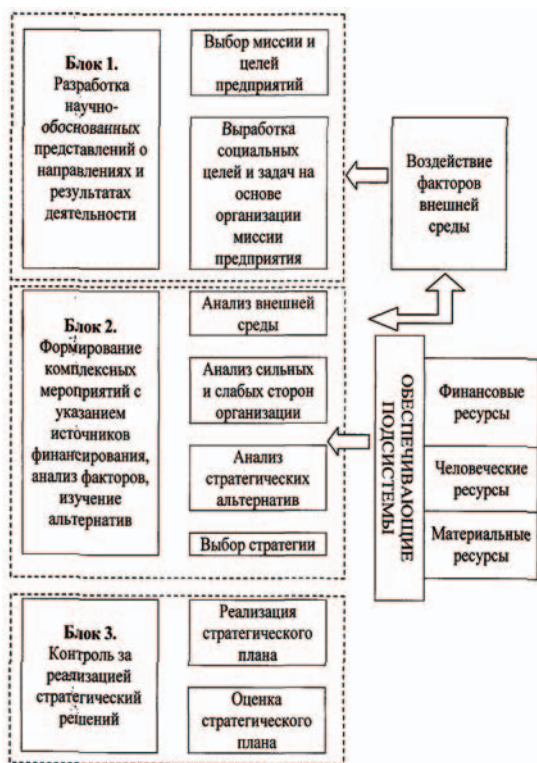 Блок 1.
Разработка
научно-
обоснованных
представлений о
направлениях и
результатах
деятельности
Выбор миссии и
целей
предприятий
Выработка
социальных
целей и задач на
основе
организации
миссии
предприятия
Воздействие
факторов
внешней
среды
Блок 2.
Формирование
комплексных
мероприятий с
указанием
источников
финансирования,
анализ факторов,
изучение
альтернатив
Анализ внешней
среды
Анализ сильных
и слабых сторон
организации
Анализ
стратегических
альтернатив
Выбор стратегии
ОБЕСПЕЧИВАЮЩИЕ
ПОДСИСТЕМЫ
Финансовые
ресурсы
Человеческие
ресурсы
Материальные
ресурсы
Блок 3.
Контроль за
реализацией
стратегический
решений
Реализация
стратегического
плана
Оценка
стратегического
плана